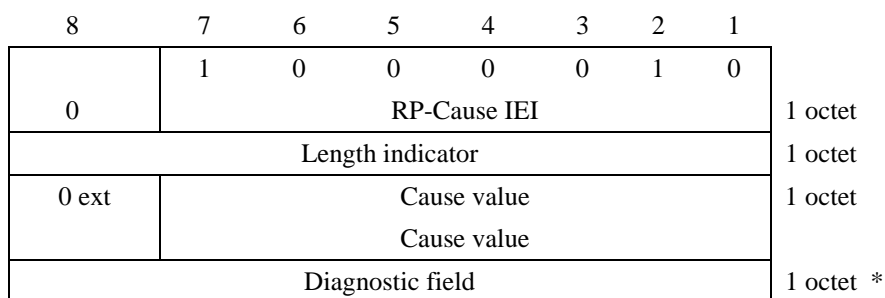 8 7 6 5 4 3 2 1
1 0 0 0 0 1 0
0 RP-Cause IEI 1 octet
Length indicator 1 octet
0 ext Cause value 1 octet
Cause value
Diagnostic field 1 octet *